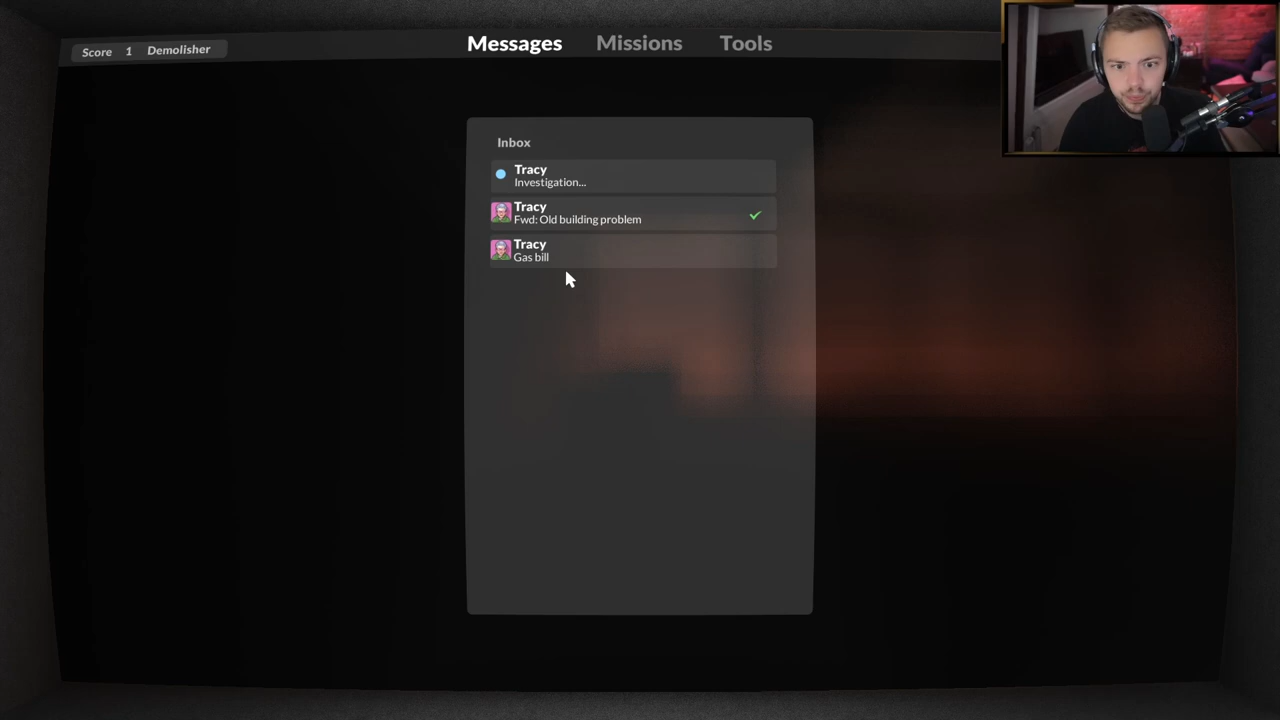 Score 1 Demolisher
Messages Missions Tools
Inbox
Tracy
Investigation...
Tracy
Fwd: Old building problem
Tracy
Gas bill